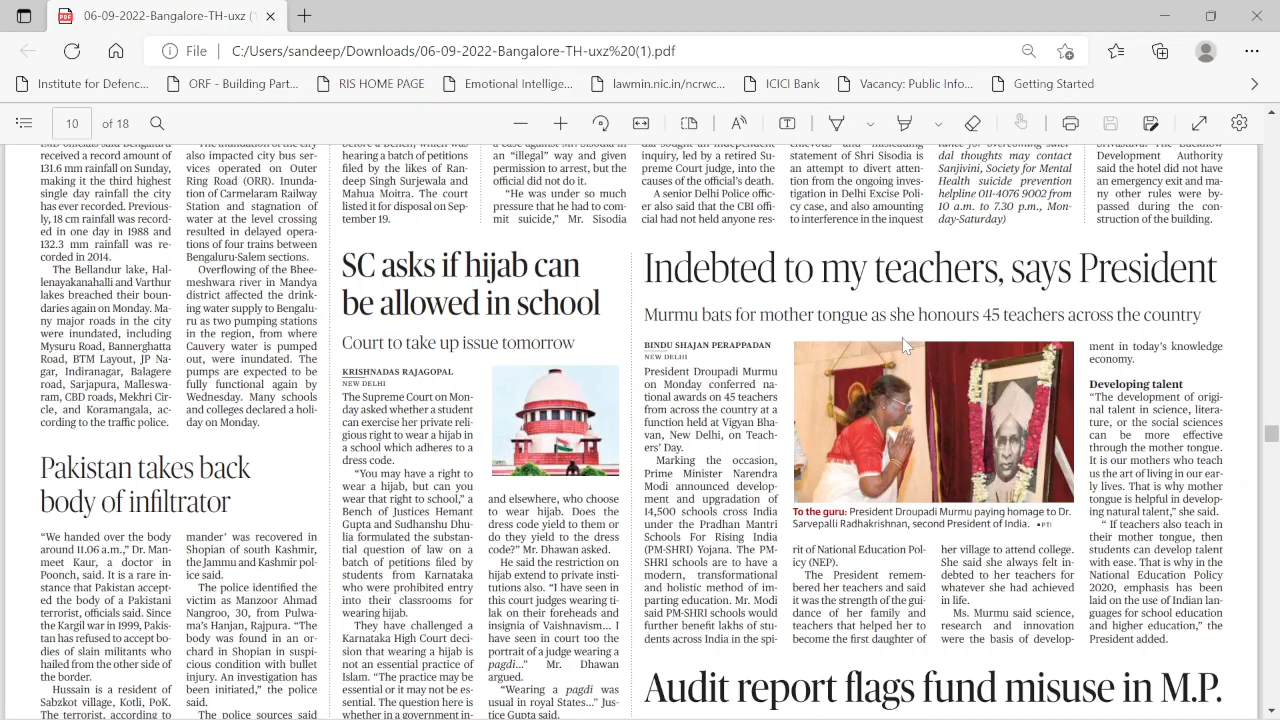 06-09-2022-Bangalore-TH-uxz (1
File C:/Users/sandeep/Downloads/06-09-2022-Bangalore-TH-uxz%20(1).pdf
Institute for Defenc... ORF - Building Part... RIS HOME PAGE Emotional Intellige... lawmin.nic.in/ncrwc... ICICI Bank Vacancy: Public Info... Getting Started
10 of 18
received a record amount of
131.6 mm rainfall on Sunday,
making it the third highest
single day rainfall the city
has ever recorded. Previous-
ly, 18 cm rainfall was record-
ed in one day in 1988 and
132.3 mm rainfall was re-
corded in 2014.
The Bellandur lake, Hal-
lenayakanahalli and Varthur
lakes breached their boun-
daries again on Monday. Ma-
ny major roads in the city
were inundated, including
Mysuru Road, Bannerghatta
Road, BTM Layout, JP Na-
gar, Indiranagar, Balagere
road, Sarjapura, Malleswa-
ram, CBD roads, Mekhri Cir-
cle, and Koramangala, ac-
cording to the traffic police.
also impacted city bus ser-
vices operated on Outer
Ring Road (ORR). Inunda-
tion of Carmelaram Railway
Station and stagnation of
water at the level crossing
resulted in delayed opera-
tions of four trains between
Bengaluru-Salem sections.
Overflowing of the Bhee-
meshwara river in Mandya
district affected the drink-
ing water supply to Bengalu-
ru as two pumping stations
in the region, from where
Cauvery water is pumped
out, were inundated. The
pumps are expected to be
fully functional again by
Wednesday. Many schools
and colleges declared a holi-
day on Monday.
Pakistan takes back
body of infiltrator
“We handed over the body
around 11.06 a.m.,” Dr. Man-
meet Kaur, a doctor in
Poonch, said. It is a rare in-
stance that Pakistan accept-
ed the body of a Pakistani
terrorist, officials said. Since
the Kargil war in 1999, Pakis-
tan has refused to accept bo-
dies of slain militants who
hailed from the other side of
the border.
Hussain is a resident of
Sabzkot village, Kotli, PoK.
The terrorist, according to
mander’ was recovered in
Shopian of south Kashmir,
the Jammu and Kashmir pol-
ice said.
The police identified the
victim as Manzoor Ahmad
Nangroo, 30, from Pulwa-
ma’s Hanjan, Rajpura. “The
body was found in an or-
chard in Shopian in suspi-
cious condition with bullet
injury. An investigation has
been initiated,” the police
said.
The police sources said
before a Bench, which was
hearing a batch of petitions
filed by the likes of Ran-
deep Singh Surjewala and
Mahua Moitra. The court
listed it for disposal on Sep-
tember 19.
a case against Mr. Sisodia in
an “illegal” way and given
permission to arrest, but the
official did not do it.
“He was under so much
pressure that he had to com-
mit suicide,” Mr. Sisodia
dia sought an independent
inquiry, led by a retired Su-
preme Court judge, into the
causes of the official’s death.
A senior Delhi Police offic-
er also said that the CBI offi-
cial had not held anyone res-
chievous and misleading
statement of Shri Sisodia is
an attempt to divert atten-
tion from the ongoing inves-
tigation in Delhi Excise Poli-
cy case, and also amounting
to interference in the inquest
tance for overcoming suici-
dal thoughts may contact
Sanjivini, Society for Mental
Health suicide prevention
helpline 011-4076 9002 from
10 a.m. to 7.30 p.m., Mon-
day-Saturday)
Srivastava. The Lucknow
Development Authority
said the hotel did not have
an emergency exit and ma-
ny other rules were by-
passed during the con-
struction of the building.
SC asks if hijab can
be allowed in school
Court to take up issue tomorrow
KRISHNADAS RAJAGOPAL
NEW DELHI
The Supreme Court on Mon-
day asked whether a student
can exercise her private reli-
gious right to wear a hijab in
a school which adheres to a
dress code.
“You may have a right to
wear a hijab, but can you
wear that right to school,” a
Bench of Justices Hemant
Gupta and Sudhanshu Dhu-
lia formulated the substan-
tial question of law on a
batch of petitions filed by
students from Karnataka
who were prohibited entry
into their classrooms for
wearing hijab.
They have challenged a
Karnataka High Court deci-
sion that wearing a hijab is
not an essential practice of
Islam. “The practice may be
essential or it may not be es-
sential. The question here is
whether in a government in-
and elsewhere, who choose
to wear hijab. Does the
dress code yield to them or
do they yield to the dress
code?” Mr. Dhawan asked.
He said the restriction on
hijab extend to private insti-
tutions also. “I have seen in
this court judges wearing ti-
lak on their foreheads and
insignia of Vaishnavism... I
have seen in court too the
portrait of a judge wearing a
pagdi...” Mr. Dhawan
argued.
“Wearing a pagdi was
usual in royal States...” Jus-
tice Gupta said.
Indebted to my teachers, says President
Murmu bats for mother tongue as she honours 45 teachers across the country
BINDU SHAJAN PERAPPADAN
NEW DELHI
President Droupadi Murmu
on Monday conferred na-
tional awards on 45 teachers
from across the country at a
function held at Vigyan Bha-
van, New Delhi, on Teach-
ers’ Day.
Marking the occasion,
Prime Minister Narendra
Modi announced develop-
ment and upgradation of
14,500 schools cross India
under the Pradhan Mantri
Schools For Rising India
(PM-SHRI) Yojana. The PM-
SHRI schools are to have a
modern, transformational
and holistic method of im-
parting education. Mr. Modi
said PM-SHRI schools would
further benefit lakhs of stu-
dents across India in the spi-
To the guru: President Droupadi Murmu paying homage to Dr.
Sarvepalli Radhakrishnan, second President of India. •PTI
rit of National Education Pol-
icy (NEP).
The President remem-
bered her teachers and said
it was the strength of the gui-
dance of her family and
teachers that helped her to
become the first daughter of
her village to attend college.
She said she always felt in-
debted to her teachers for
whatever she had achieved
in life.
Ms. Murmu said science,
research and innovation
were the basis of develop-
ment in today’s knowledge
economy.
Developing talent
“The development of origi-
nal talent in science, litera-
ture, or the social sciences
can be more effective
through the mother tongue.
It is our mothers who teach
us the art of living in our ear-
ly lives. That is why mother
tongue is helpful in develop-
ing natural talent,” she said.
“ If teachers also teach in
their mother tongue, then
students can develop talent
with ease. That is why in the
National Education Policy
2020, emphasis has been
laid on the use of Indian lan-
guages for school education
and higher education,” the
President added.
Audit report flags fund misuse in M.P.